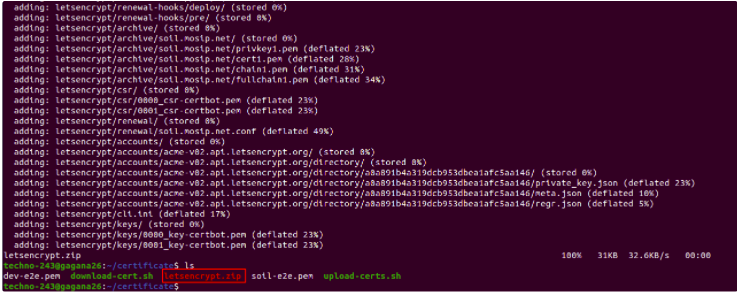 adding: letsencrypt/renewal-hooks/deploy/ (stored 0%)
adding: letsencrypt/renewal-hooks/pre/ (stored 0%)
adding: letsencrypt/archive/ (stored 0%)
adding: letsencrypt/archive/soil.mosip.net/ (stored 0%)
adding: letsencrypt/archive/soil.mosip.net/privkey1.pem (deflated 23%)
adding: letsencrypt/archive/soil.mosip.net/cert1.pem (deflated 28%)
adding: letsencrypt/archive/soil.mosip.net/chain1.pem (deflated 31%)
adding: letsencrypt/archive/soil.mosip.net/fullchain1.pem (deflated 34%)
adding: letsencrypt/csr/ (stored 0%)
adding: letsencrypt/csr/0000_csr-certbot.pem (deflated 23%)
adding: letsencrypt/csr/0001_csr-certbot.pem (deflated 23%)
adding: letsencrypt/renewal/ (stored 0%)
adding: letsencrypt/renewal/soil.mosip.net.conf (deflated 49%)
adding: letsencrypt/accounts/ (stored 0%)
adding: letsencrypt/accounts/acme-v02.api.letsencrypt.org/ (stored 0%)
adding: letsencrypt/accounts/acme-v02.api.letsencrypt.org/directory/ (stored 0%)
adding: letsencrypt/accounts/acme-v02.api.letsencrypt.org/directory/a8a891b4a319dcb953dbea1afc5aa146/ (stored 0%)
adding: letsencrypt/accounts/acme-v02.api.letsencrypt.org/directory/a8a891b4a319dcb953dbea1afc5aa146/private_key.json (deflated 23%)
adding: letsencrypt/accounts/acme-v02.api.letsencrypt.org/directory/a8a891b4a319dcb953dbea1afc5aa146/meta.json (deflated 10%)
adding: letsencrypt/accounts/acme-v02.api.letsencrypt.org/directory/a8a891b4a319dcb953dbea1afc5aa146/regr.json (deflated 5%)
adding: letsencrypt/cli.ini (deflated 17%)
adding: letsencrypt/keys/ (stored 0%)
adding: letsencrypt/keys/0000_key-certbot.pem (deflated 23%)
adding: letsencrypt/keys/0001_key-certbot.pem (deflated 23%)
letsencrypt.zip 100% 31KB 32.6KB/s 00:00
techno-243@gagana26:~/certificate$ ls
dev-e2e.pem download-cert.sh letsencrypt.zip soil-e2e.pem upload-certs.sh
techno-243@gagana26:~/certificate$